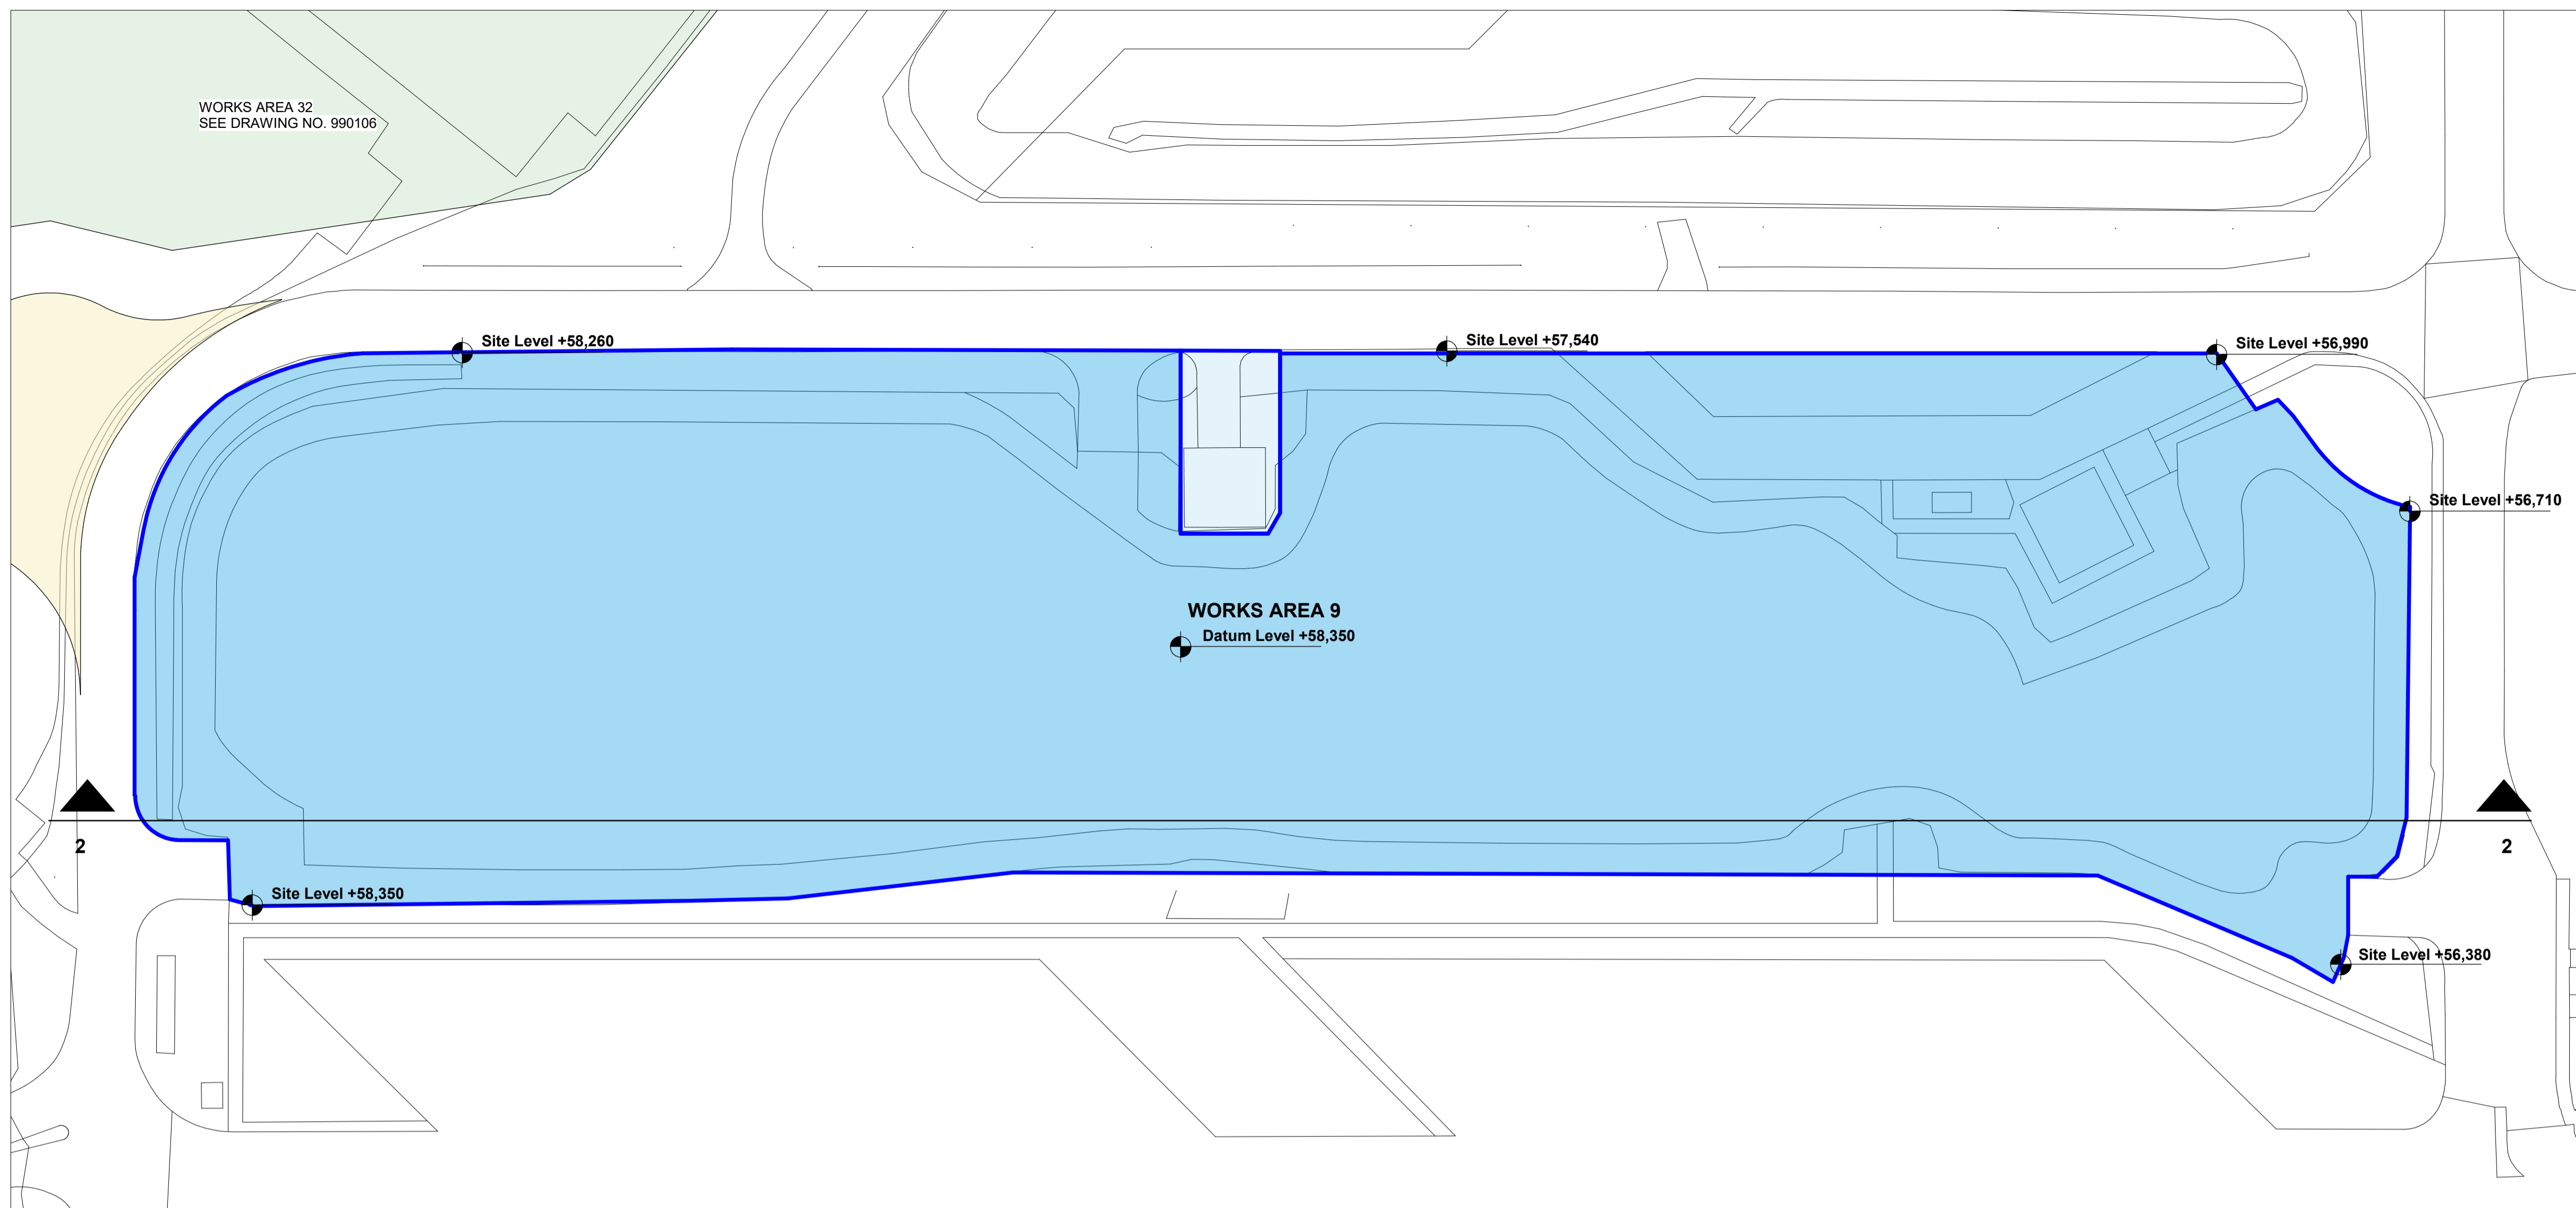 WORKS AREA 32
SEE DRAWING NO. 990106
Site Level +58,260
Site Level +57,540
Site Level +56,990
Site Level +56,710
WORKS AREA 9
Datum Level +58,350
2
2
Site Level +58,350
Site Level +56,380